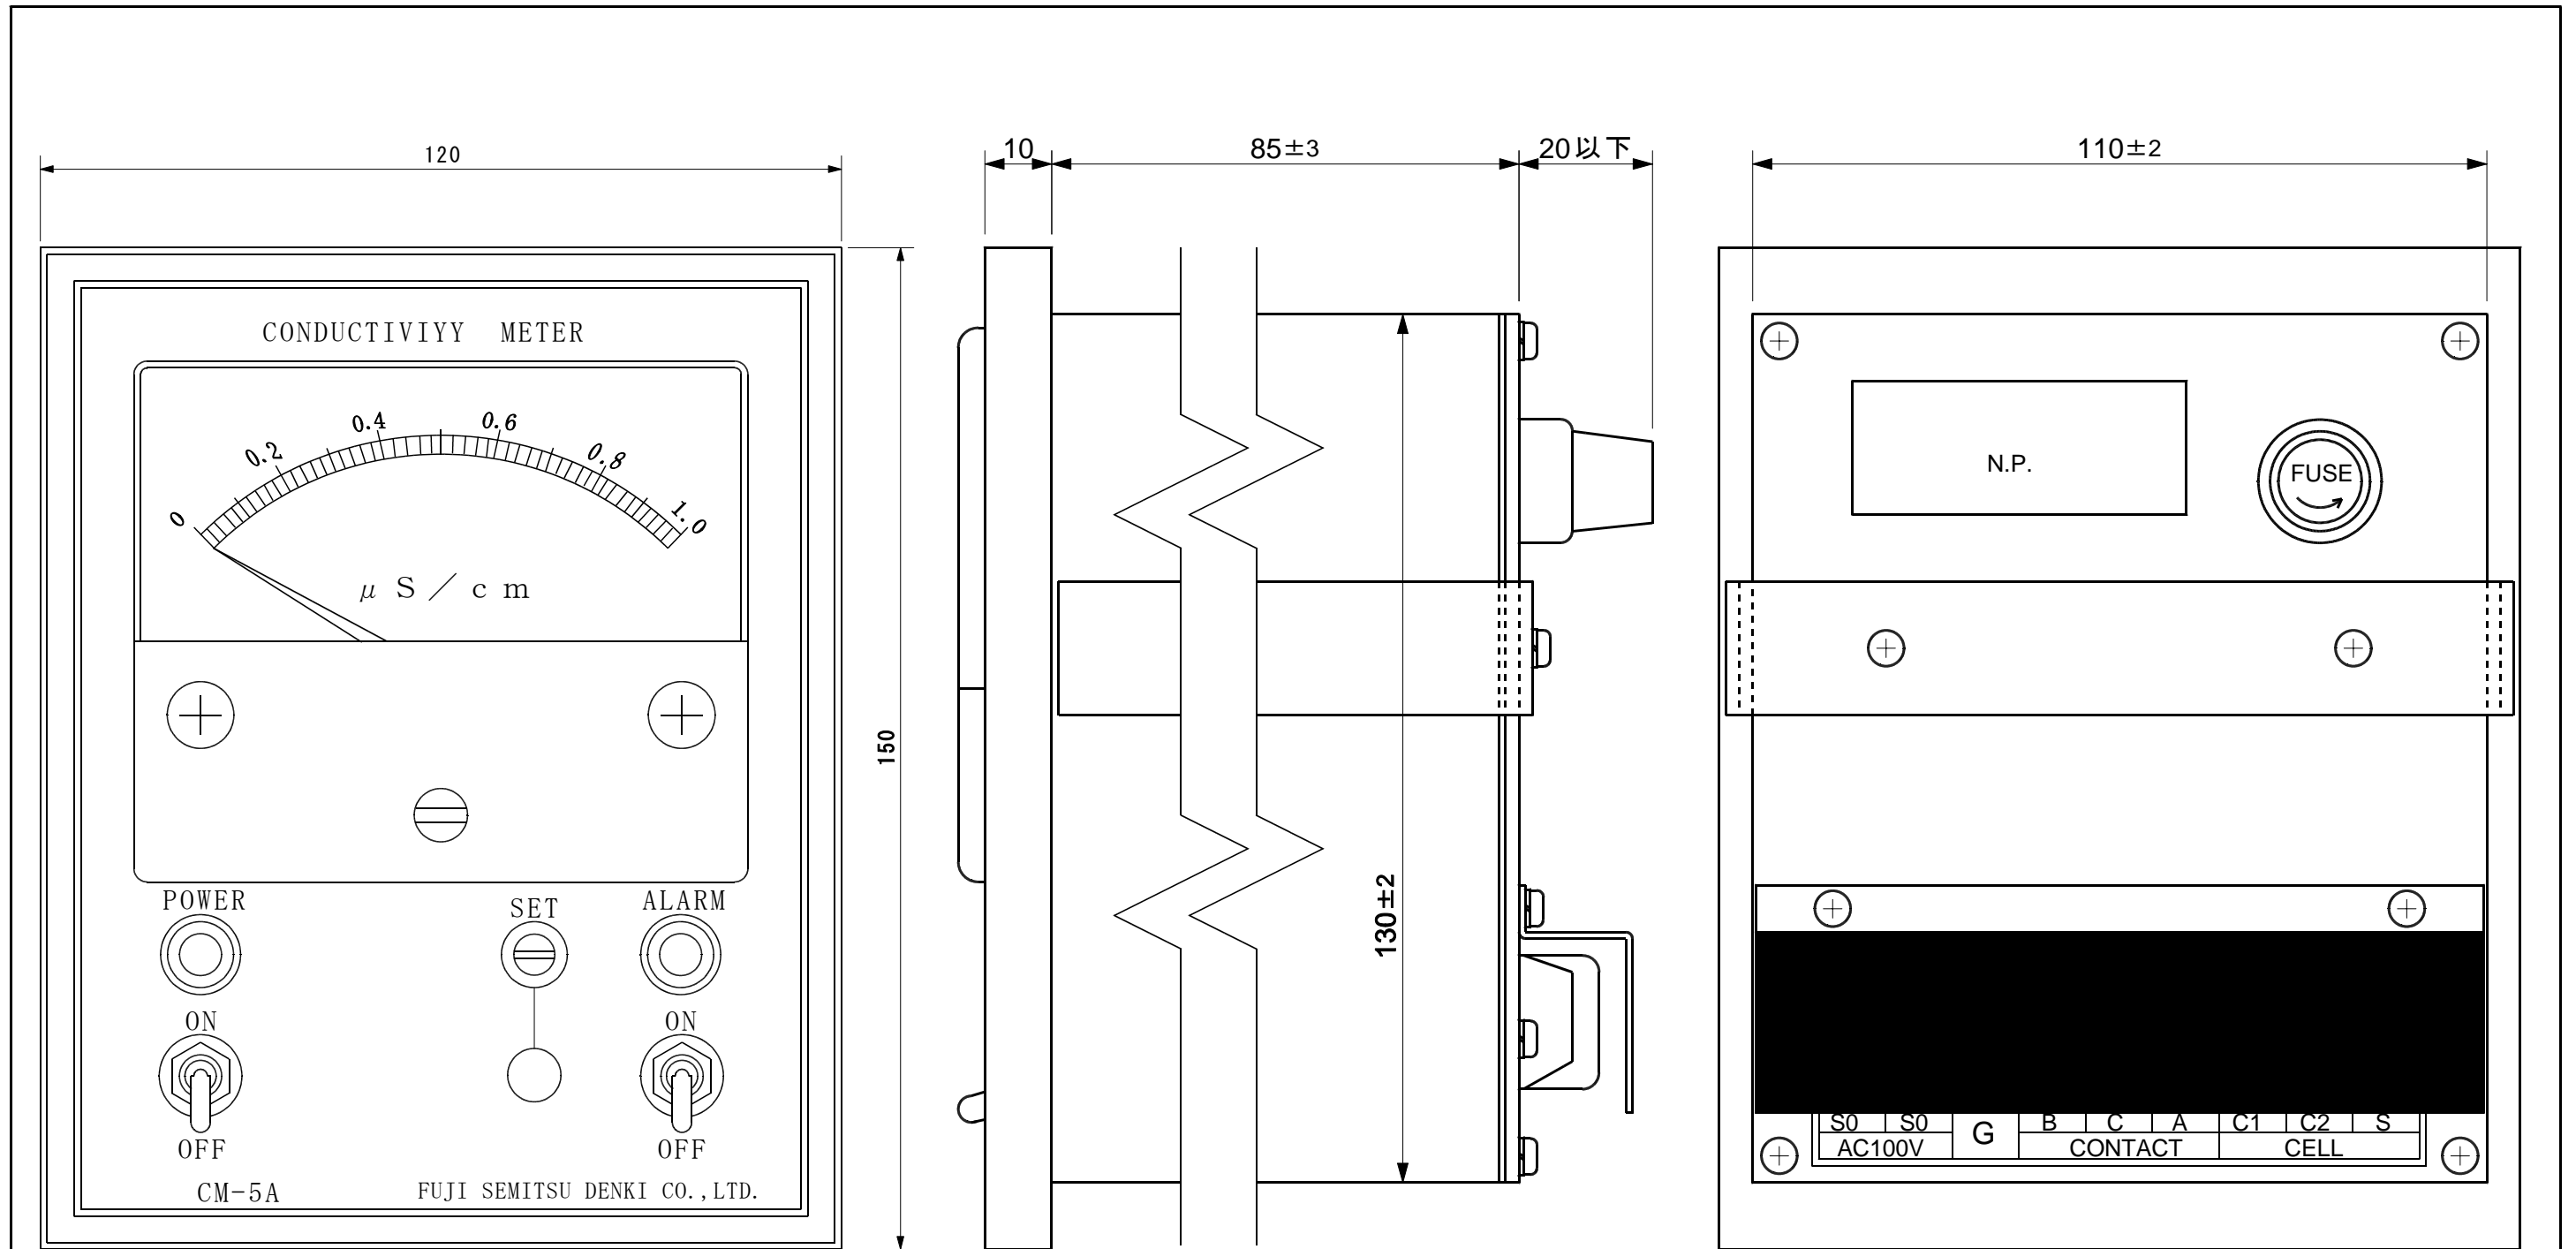 120
10
85±3
20以下
110±2
150
130±2
CONDUCTIVIYY METER
0
0.2
0.4
0.6
0.8
1.0
μS/cm
POWER
SET
ALARM
ON
ON
OFF
OFF
CM-5A
FUJI SEMITSU DENKI CO.,LTD.
N.P.
FUSE
S0 S0 G B C A C1 C2 S
AC100V CONTACT CELL